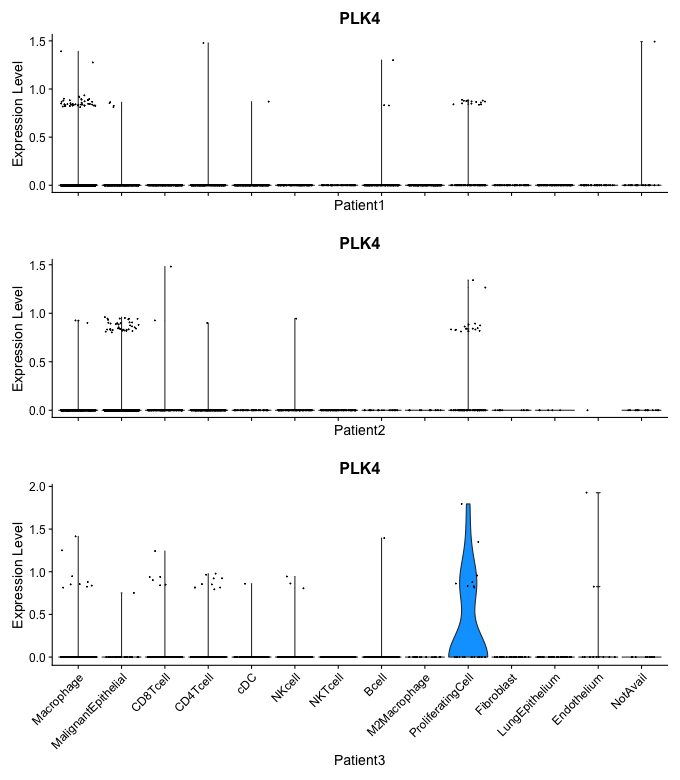 PLK4
Expression Level
1.5
1.0
0.5
0.0
Patient1
PLK4
Expression Level
1.5
1.0
0.5
0.0
Patient2
PLK4
Expression Level
2.0
1.5
1.0
0.5
0.0
Macrophage
MalignantEpithelial
CD8Tcell
CD4Tcell
cDC
NKcell
NKTcell
Bcell
M2Macrophage
ProliferatingCell
Fibroblast
LungEpithelium
Endothelium
NotAvail
Patient3